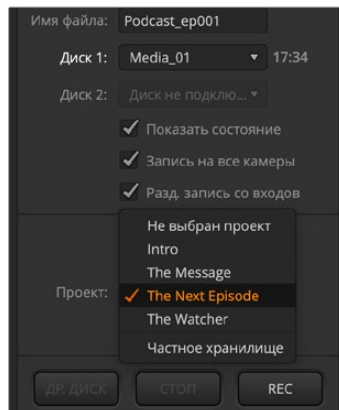 Имя файла: Podcast_ep001
Диск 1: Media_01 17:34
Диск 2: Диск не подклю...
Показать состояние
Запись на все камеры
Разд. запись со входов
Не выбран проект
Intro
The Message
Проект: The Next Episode
The Watcher
Частное хранилище
ДР. ДИСК СТОП REC